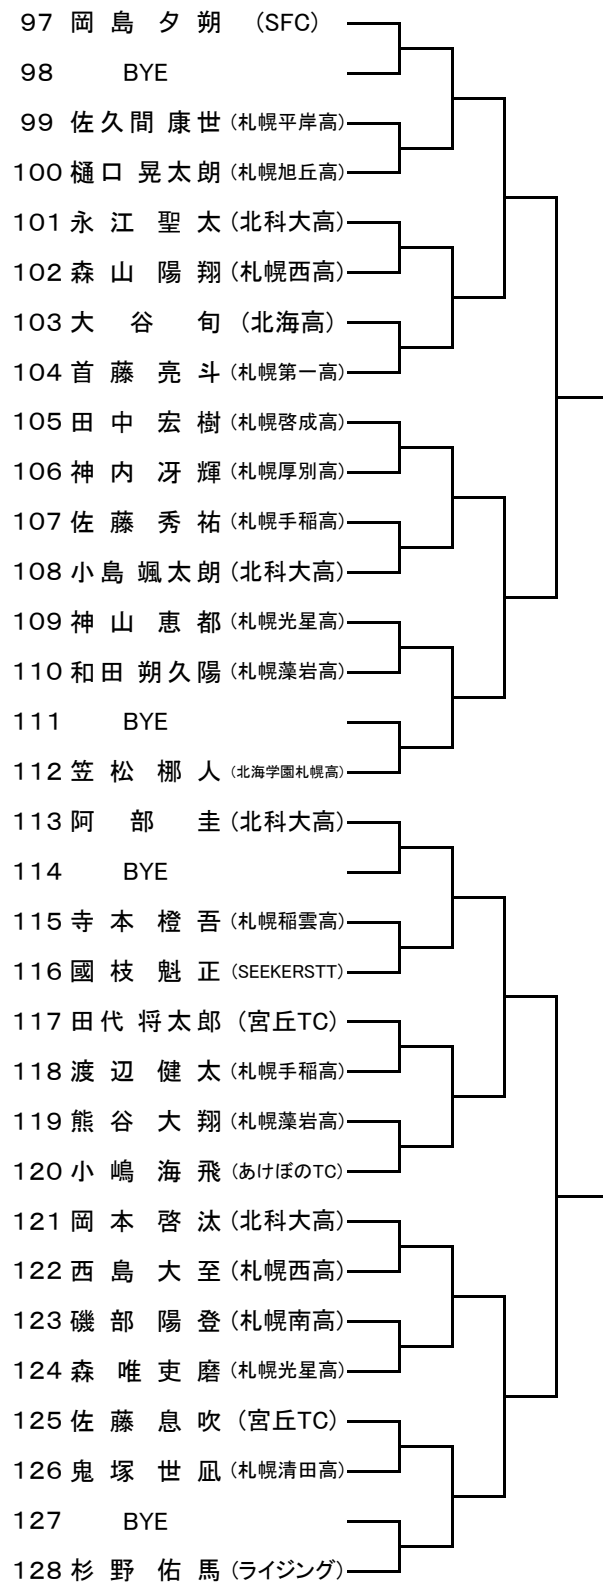 97 岡島 夕朔 (SFC)
98 BYE
99 佐久間 康世 (札幌平岸高)
100 樋口 晃太朗 (札幌旭丘高)
101 永江 聖太 (北科大高)
102 森山 陽翔 (札幌西高)
103 大谷 旬 (北海高)
104 首藤 亮斗 (札幌第一高)
105 田中 宏樹 (札幌啓成高)
106 神内 冴輝 (札幌厚別高)
107 佐藤 秀祐 (札幌手稲高)
108 小島 颯太朗 (北科大高)
109 神山 恵都 (札幌光星高)
110 和田 朔久陽 (札幌藻岩高)
111 BYE
112 笠松 梛人 (北海学園札幌高)
113 阿部 圭 (北科大高)
114 BYE
115 寺本 橙吾 (札幌稲雲高)
116 國枝 魁正 (SEEKERSTT)
117 田代 将太郎 (宮丘TC)
118 渡辺 健太 (札幌手稲高)
119 熊谷 大翔 (札幌藻岩高)
120 小嶋 海飛 (あけぼのTC)
121 岡本 啓汰 (北科大高)
122 西島 大至 (札幌西高)
123 磯部 陽登 (札幌南高)
124 森 唯吏磨 (札幌光星高)
125 佐藤 息吹 (宮丘TC)
126 鬼塚 世凪 (札幌清田高)
127 BYE
128 杉野 佑馬 (ライジング)